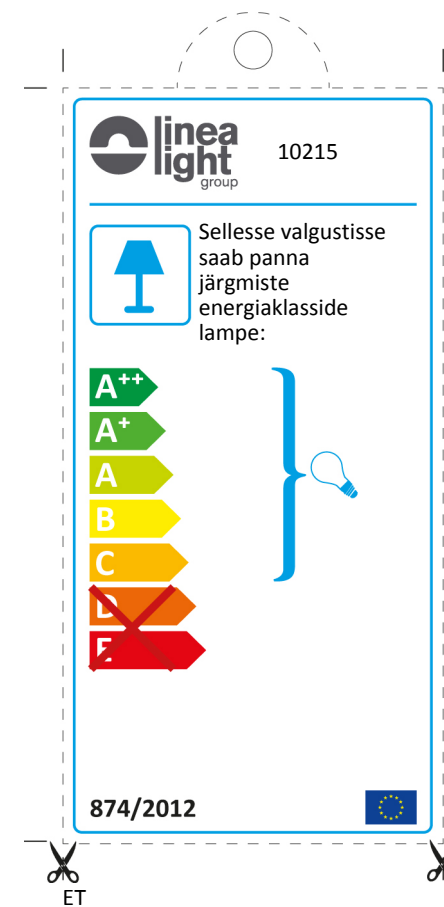 linea
light
group
10215
Sellesse valgustisse
saab panna
järgmiste
energiaklasside
lampe:
A++
A+
A
B
C
D
E
874/2012
ET